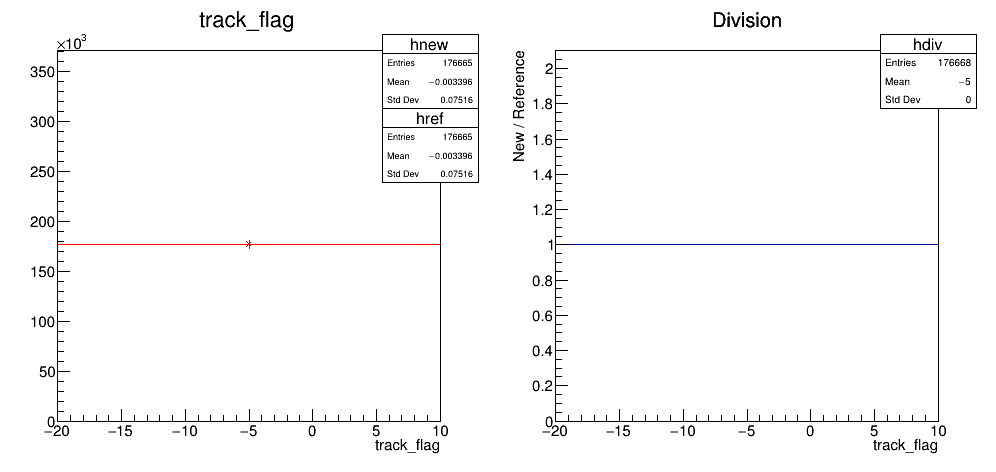 track_flag
×10³
350
300
250
200
150
100
50
0
−20 −15 −10 −5 0 5 10
track_flag
hnew
Entries 176665
Mean −0.003396
Std Dev 0.07516
href
Entries 176665
Mean −0.003396
Std Dev 0.07516
Division
New / Reference
2
1.8
1.6
1.4
1.2
1
0.8
0.6
0.4
0.2
0
−20 −15 −10 −5 0 5 10
track_flag
hdiv
Entries 176668
Mean −5
Std Dev 0